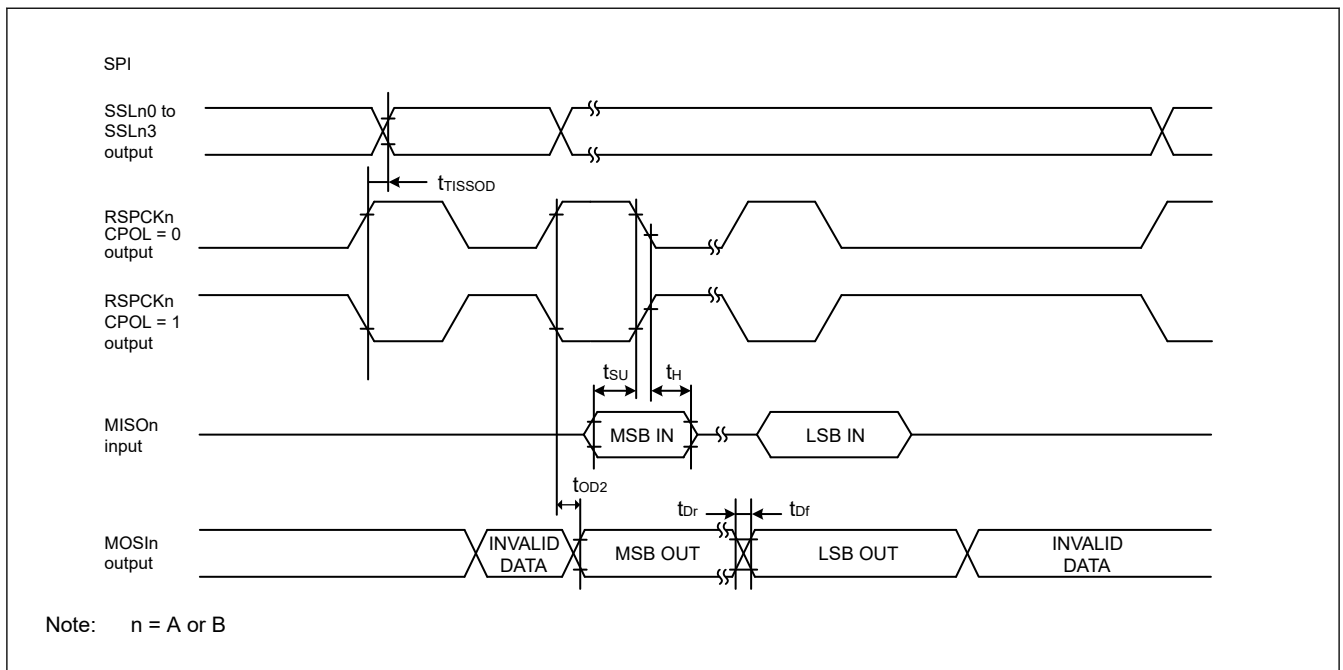 SPI
SSLn0 to
SSLn3
output
tTISSOD
RSPCKn
CPOL = 0
output
RSPCKn
CPOL = 1
output
tSU
tH
MISOn
input
MSB IN
LSB IN
tOD2
tDr
tDf
MOSIn
output
INVALID
DATA
MSB OUT
LSB OUT
INVALID
DATA
Note: n = A or B